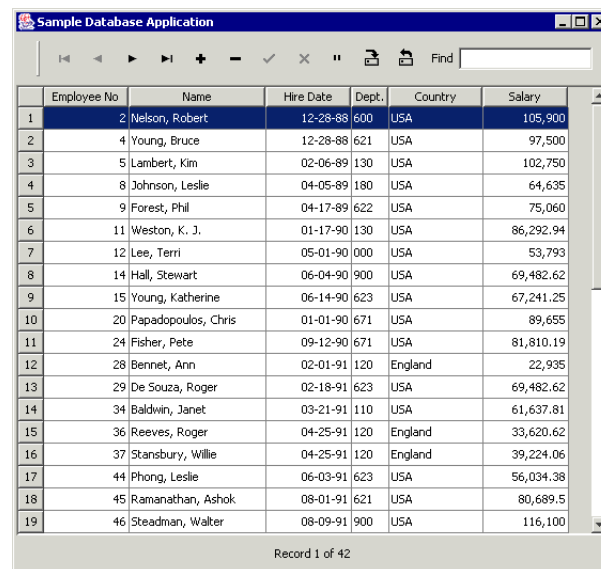 Sample Database Application
Find
Employee No Name Hire Date Dept. Country Salary
1 2 Nelson, Robert 12-28-88 600 USA 105,900
2 4 Young, Bruce 12-28-88 621 USA 97,500
3 5 Lambert, Kim 02-06-89 130 USA 102,750
4 8 Johnson, Leslie 04-05-89 180 USA 64,635
5 9 Forest, Phil 04-17-89 622 USA 75,060
6 11 Weston, K. J. 01-17-90 130 USA 86,292.94
7 12 Lee, Terri 05-01-90 000 USA 53,793
8 14 Hall, Stewart 06-04-90 900 USA 69,482.62
9 15 Young, Katherine 06-14-90 623 USA 67,241.25
10 20 Papadopoulos, Chris 01-01-90 671 USA 89,655
11 24 Fisher, Pete 09-12-90 671 USA 81,810.19
12 28 Bennet, Ann 02-01-91 120 England 22,935
13 29 De Souza, Roger 02-18-91 623 USA 69,482.62
14 34 Baldwin, Janet 03-21-91 110 USA 61,637.81
15 36 Reeves, Roger 04-25-91 120 England 33,620.62
16 37 Stansbury, Willie 04-25-91 120 England 39,224.06
17 44 Phong, Leslie 06-03-91 623 USA 56,034.38
18 45 Ramanathan, Ashok 08-01-91 621 USA 80,689.5
19 46 Steadman, Walter 08-09-91 900 USA 116,100
Record 1 of 42